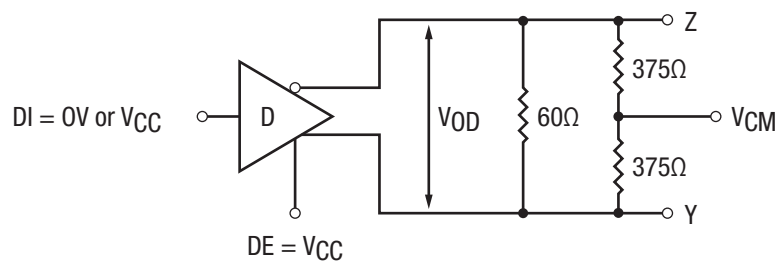 Z
375Ω
DI = 0V or VCC
D
VOD
60Ω
VCM
375Ω
Y
DE = VCC